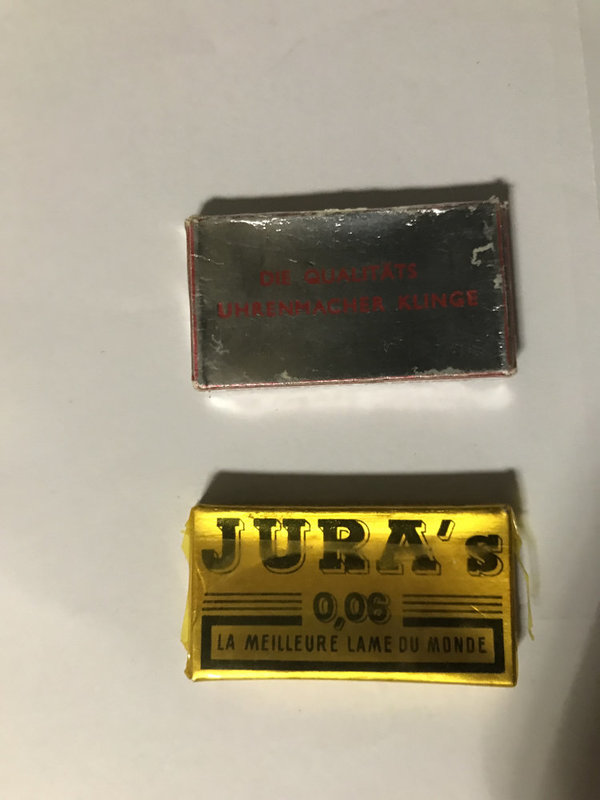 DIE QUALITÄTS
UHRENMACHER KLINGE
JURA's
0,06
LA MEILLEURE LAME DU MONDE